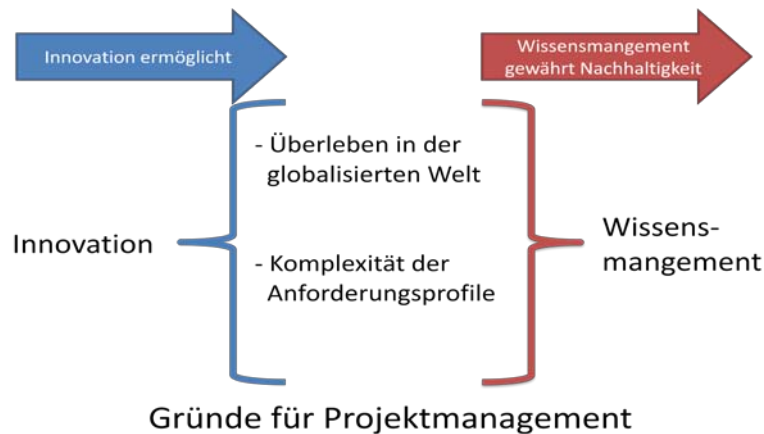 Innovation ermöglicht
Wissensmangement
gewährt Nachhaltigkeit
- Überleben in der
globalisierten Welt
Innovation
- Komplexität der
Anforderungsprofile
Wissens-
mangement
Gründe für Projektmanagement